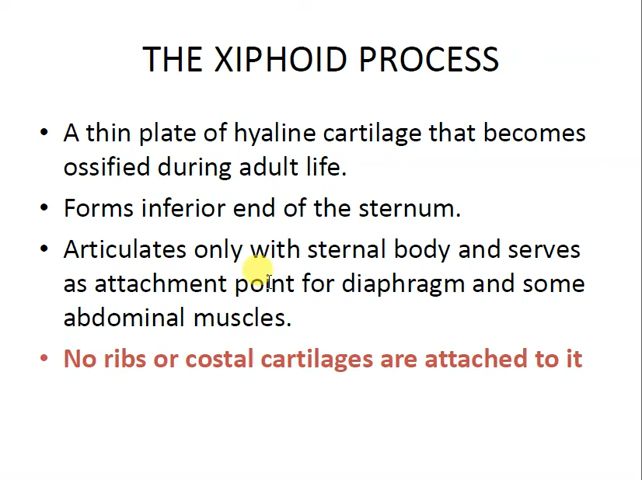 THE XIPHOID PROCESS
• A thin plate of hyaline cartilage that becomes
ossified during adult life.
• Forms inferior end of the sternum.
• Articulates only with sternal body and serves
as attachment point for diaphragm and some
abdominal muscles.
• No ribs or costal cartilages are attached to it